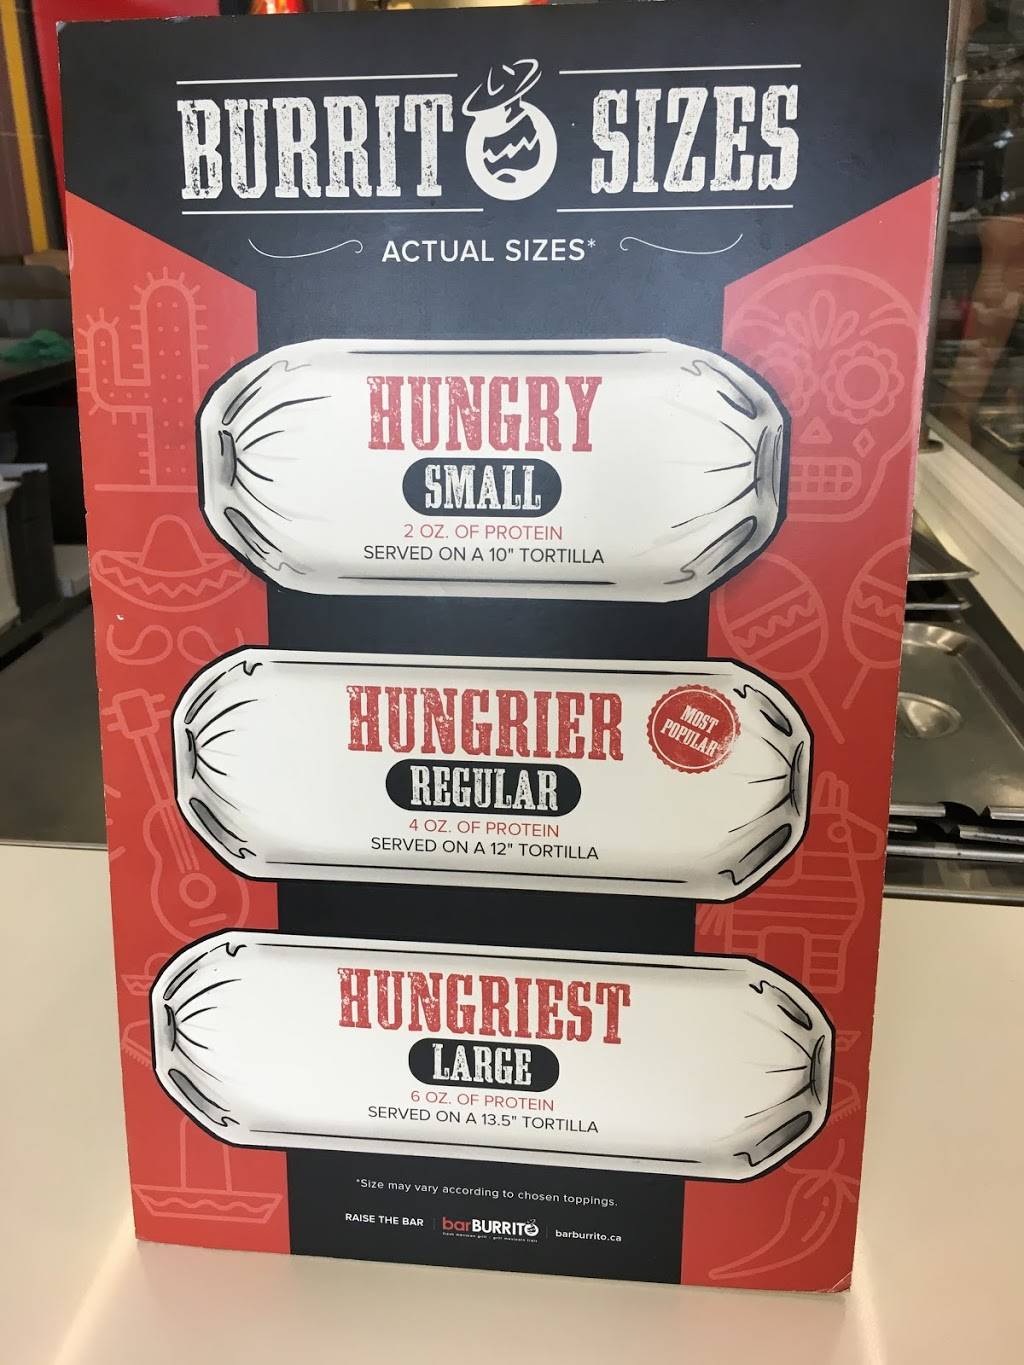 BURRITO SIZES
ACTUAL SIZES*
HUNGRY
SMALL
2 OZ. OF PROTEIN
SERVED ON A 10" TORTILLA
HUNGRIER
MOST
POPULAR
REGULAR
4 OZ. OF PROTEIN
SERVED ON A 12" TORTILLA
HUNGRIEST
LARGE
6 OZ. OF PROTEIN
SERVED ON A 13.5" TORTILLA
*Size may vary according to chosen toppings.
RAISE THE BAR | barBURRITO | barburrito.ca